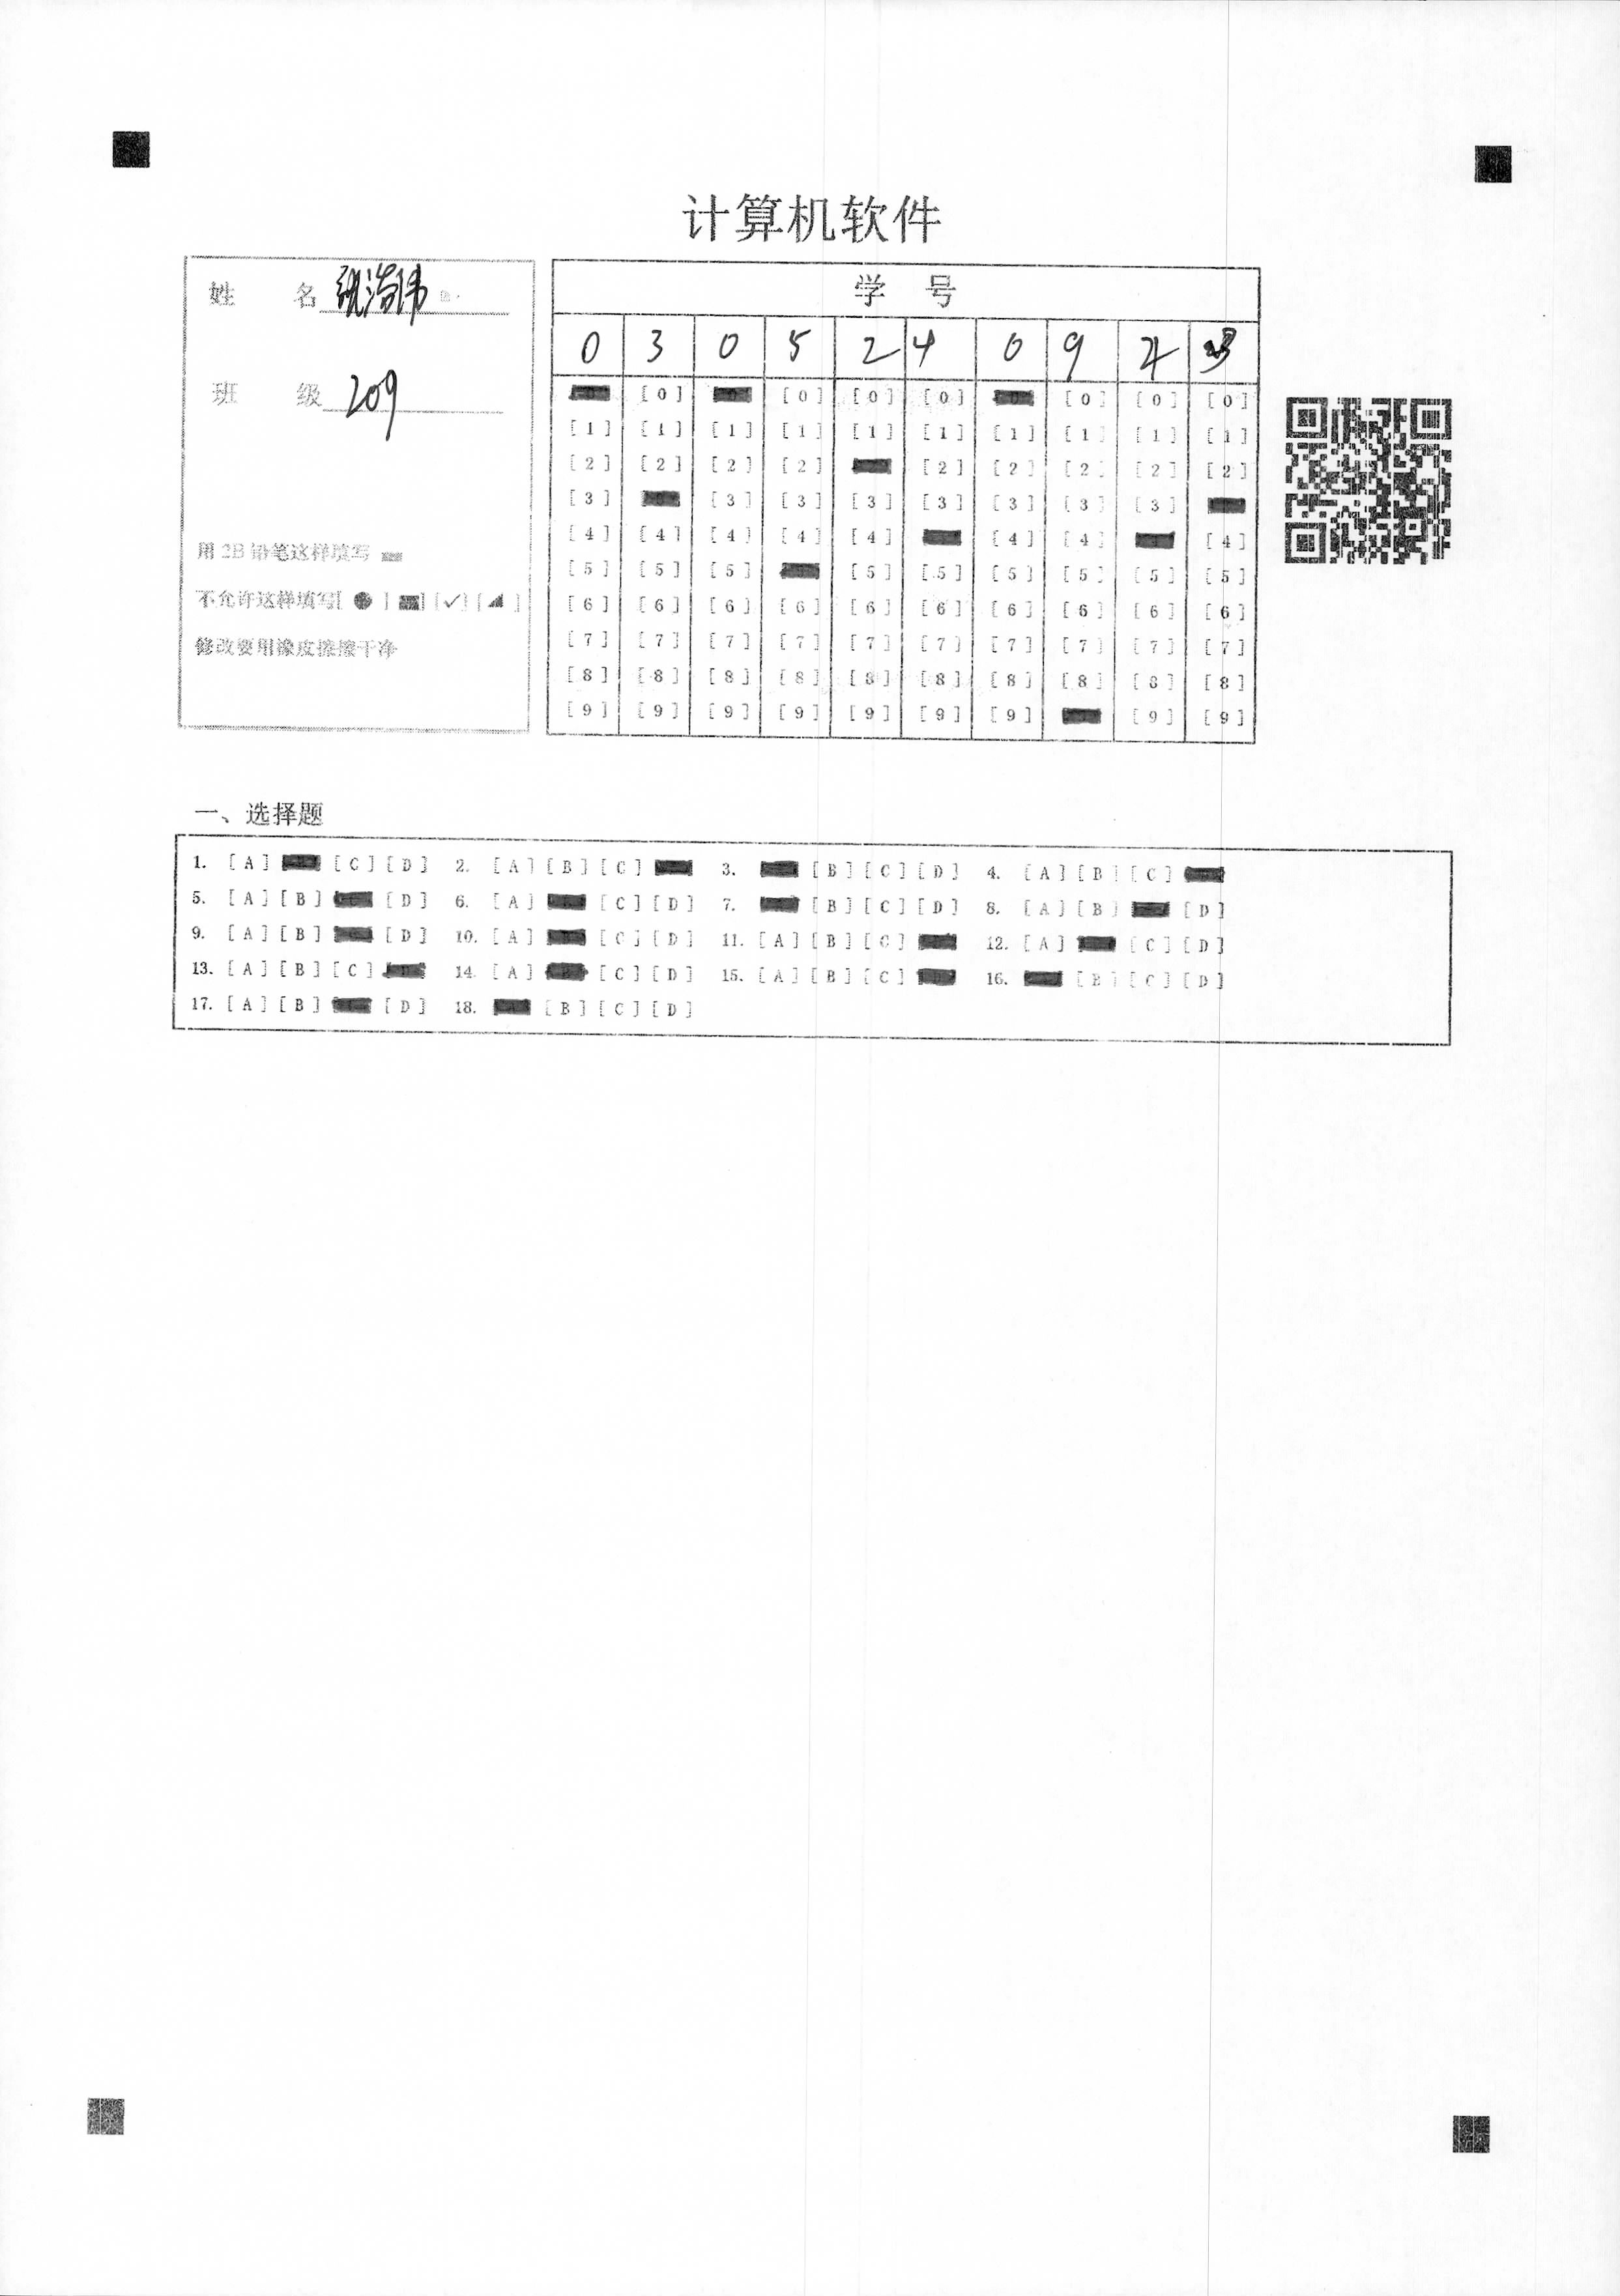 计算机软件
姓 名 张浩伟
班 级 209
用2B铅笔这样填写
不允许这样填写[ ● ] [ ] [✓] [ ]
修改要用橡皮擦擦干净
学 号
0 3 0 5 2 4 0 9 4 3
[0] [0] [0] [0] [0] [0] [0]
[1] [1] [1] [1] [1] [1] [1] [1] [1] [1]
[2] [2] [2] [2] [2] [2] [2] [2] [2]
[3] [3] [3] [3] [3] [3] [3] [3]
[4] [4] [4] [4] [4] [4] [4] [4]
[5] [5] [5] [5] [5] [5] [5] [5] [5]
[6] [6] [6] [6] [6] [6] [6] [6] [6] [6]
[7] [7] [7] [7] [7] [7] [7] [7] [7] [7]
[8] [8] [8] [8] [8] [8] [8] [8] [8] [8]
[9] [9] [9] [9] [9] [9] [9] [9] [9]
一、选择题
1. [A] [C] [D] 2. [A] [B] [C] 3. [B] [C] [D] 4. [A] [B] [C]
5. [A] [B] [D] 6. [A] [C] [D] 7. [B] [C] [D] 8. [A] [B] [D]
9. [A] [B] [D] 10. [A] [C] [D] 11. [A] [B] [C] 12. [A] [C] [D]
13. [A] [B] [C] 14. [A] [C] [D] 15. [A] [B] [C] 16. [B] [C] [D]
17. [A] [B] [D] 18. [B] [C] [D]